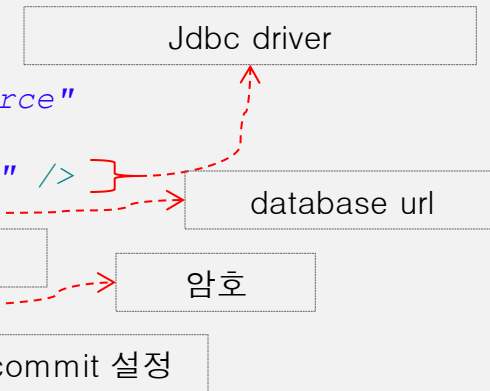 Jdbc driver
rce"
" />
database url
암호
commit 설정